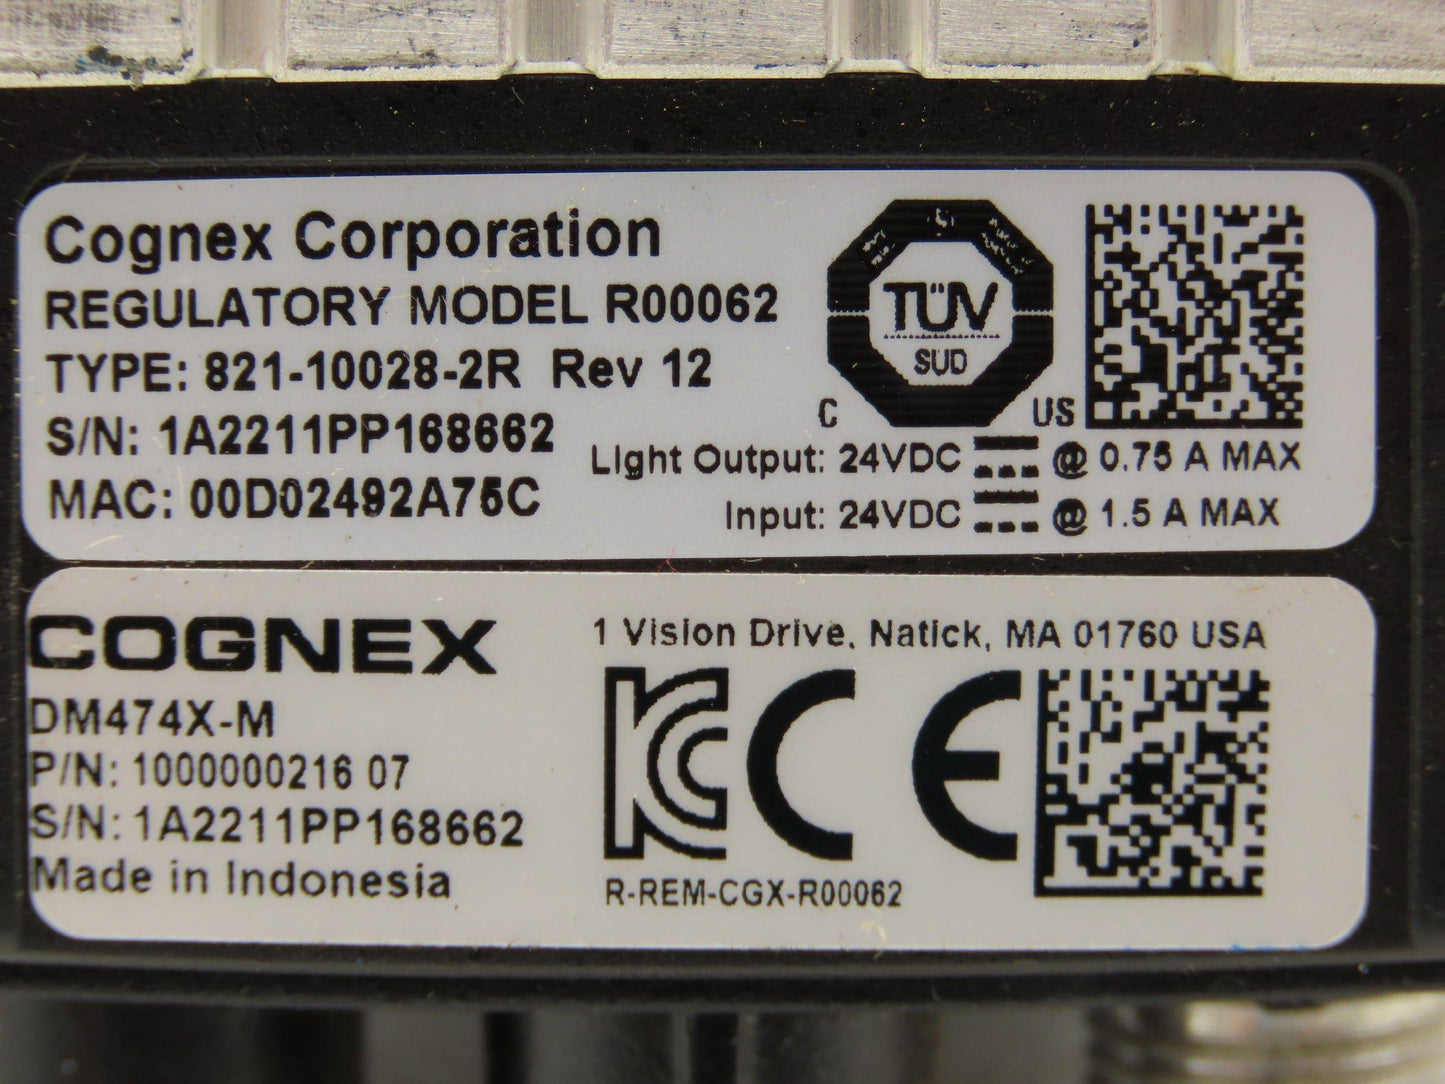 Cognex Corporation
REGULATORY MODEL R00062
TYPE: 821-10028-2R Rev 12
S/N: 1A2211PP168662
MAC: 00D02492A75C
TÜV
SUD
C US
Light Output: 24VDC @ 0.75 A MAX
Input: 24VDC @ 1.5 A MAX
COGNEX
DM474X-M
P/N: 1000000216 07
S/N: 1A2211PP168662
Made in Indonesia
1 Vision Drive, Natick, MA 01760 USA
KC CE
R-REM-CGX-R00062